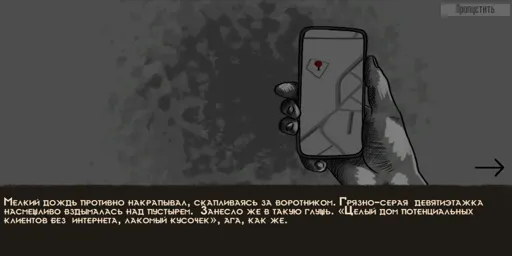 Пропустить
Мелкий дождь противно накрапывал, скапливаясь за воротником. Грязно-серая девятиэтажка
насмешливо вздымалась над пустырем. Занесло же в такую глушь. «Целый дом потенциальных
клиентов без интернета, лакомый кусочек», ага, как же.